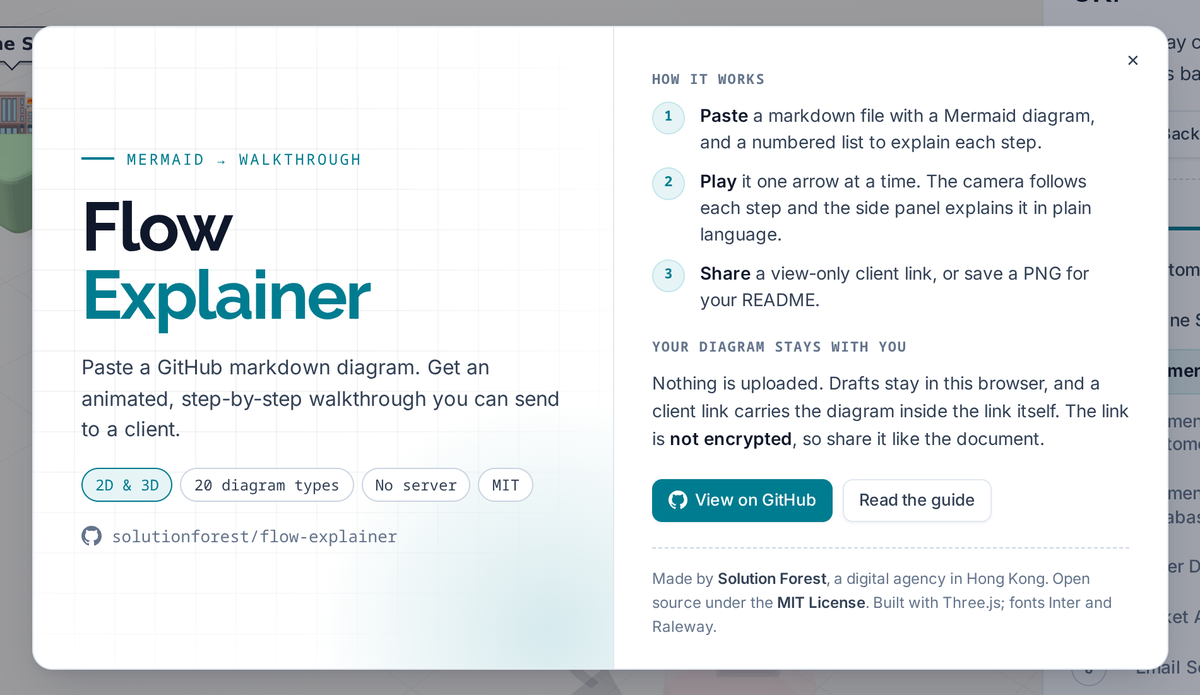 MERMAID → WALKTHROUGH
Flow
Explainer
Paste a GitHub markdown diagram. Get an
animated, step-by-step walkthrough you can send
to a client.
2D & 3D
20 diagram types
No server
MIT
solutionforest/flow-explainer
HOW IT WORKS
1
Paste a markdown file with a Mermaid diagram,
and a numbered list to explain each step.
2
Play it one arrow at a time. The camera follows
each step and the side panel explains it in plain
language.
3
Share a view-only client link, or save a PNG for
your README.
YOUR DIAGRAM STAYS WITH YOU
Nothing is uploaded. Drafts stay in this browser, and a
client link carries the diagram inside the link itself. The link
is not encrypted, so share it like the document.
View on GitHub
Read the guide
Made by Solution Forest, a digital agency in Hong Kong. Open
source under the MIT License. Built with Three.js; fonts Inter and
Raleway.
Back